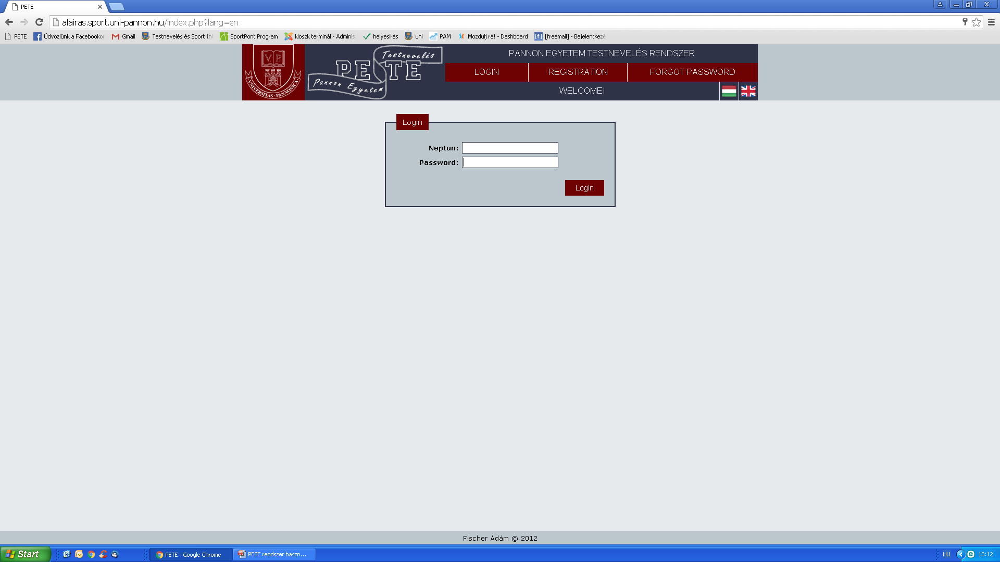 PETE
alairas.sport.uni-pannon.hu/index.php?lang=en
PETE Üdvözlünk a Facebookon Gmail Testnevelés és Sport Int SportPont Program kioszk terminál - Adminis helyesírás uni PAM Mozdulj rá! - Dashboard [freemail] - Bejelentkezé
V.P.
UNIVERSITAS · PANNONICA
Testnevelés
PETE
Pannon Egyetem
PANNON EGYETEM TESTNEVELÉS RENDSZER
LOGIN REGISTRATION FORGOT PASSWORD
WELCOME!
Login
Neptun:
Password:
Login
Fischer Ádám © 2012
Start PETE - Google Chrome PETE rendszer haszn... HU 13:12